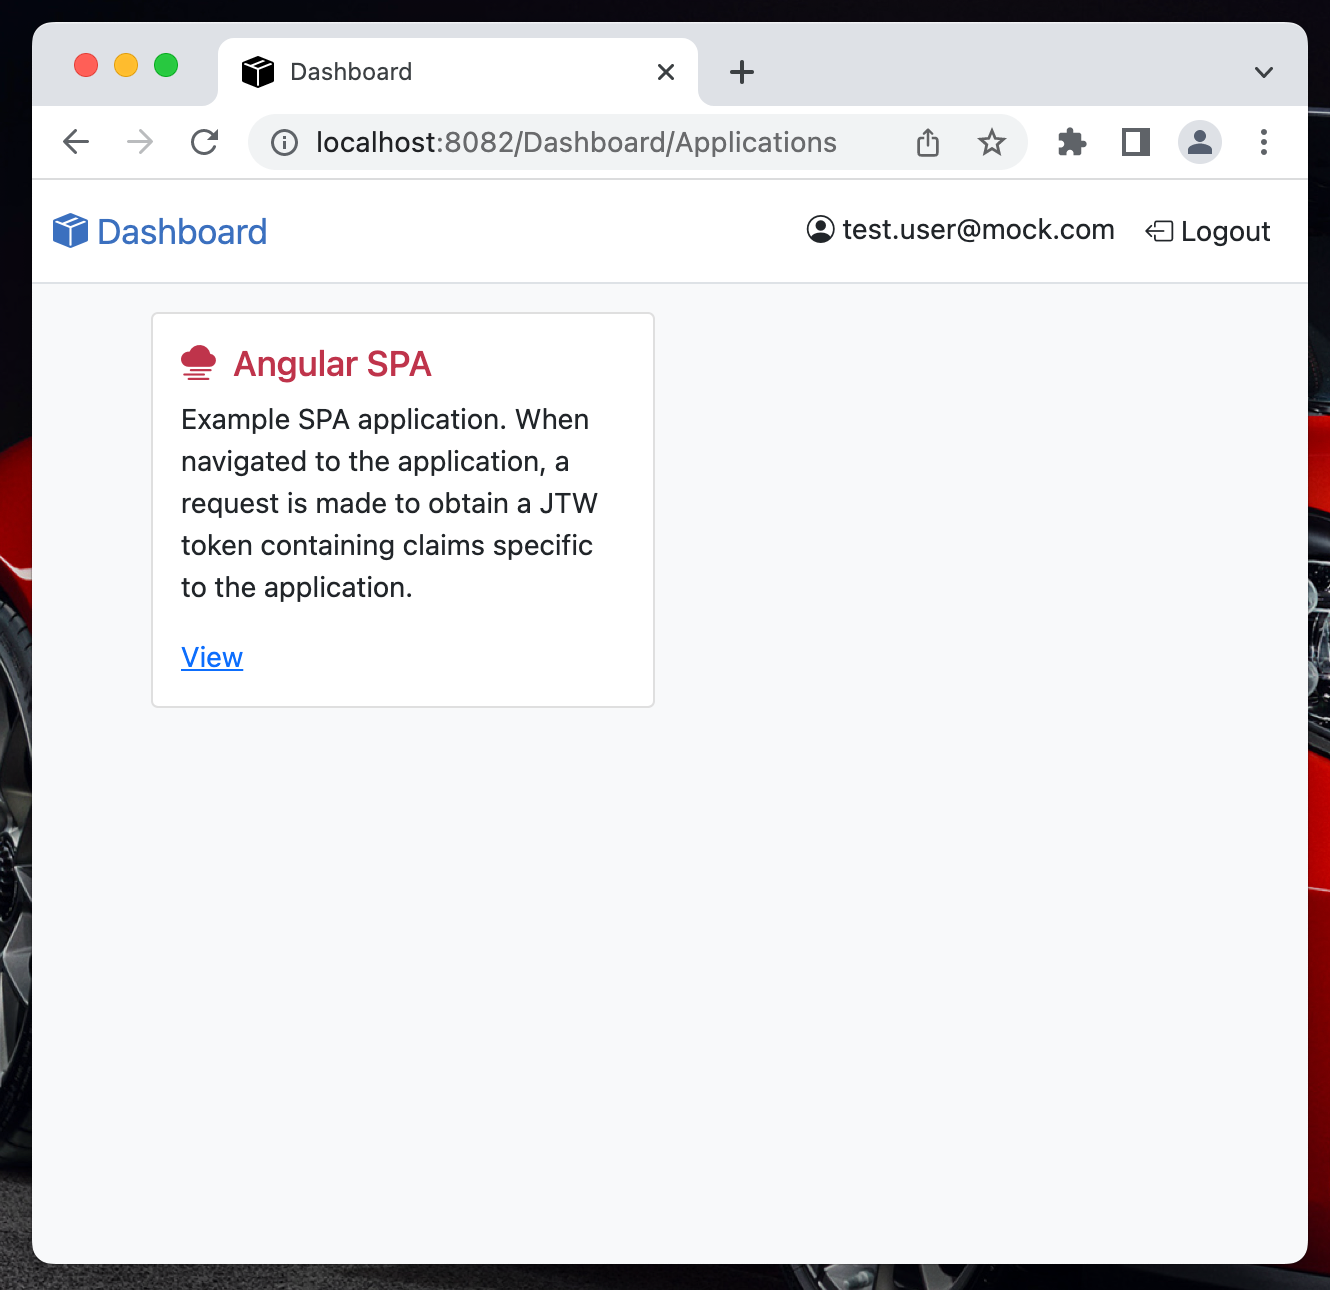 Dashboard
localhost:8082/Dashboard/Applications
Dashboard
test.user@mock.com
Logout
Angular SPA
Example SPA application. When
navigated to the application, a
request is made to obtain a JTW
token containing claims specific
to the application.
View